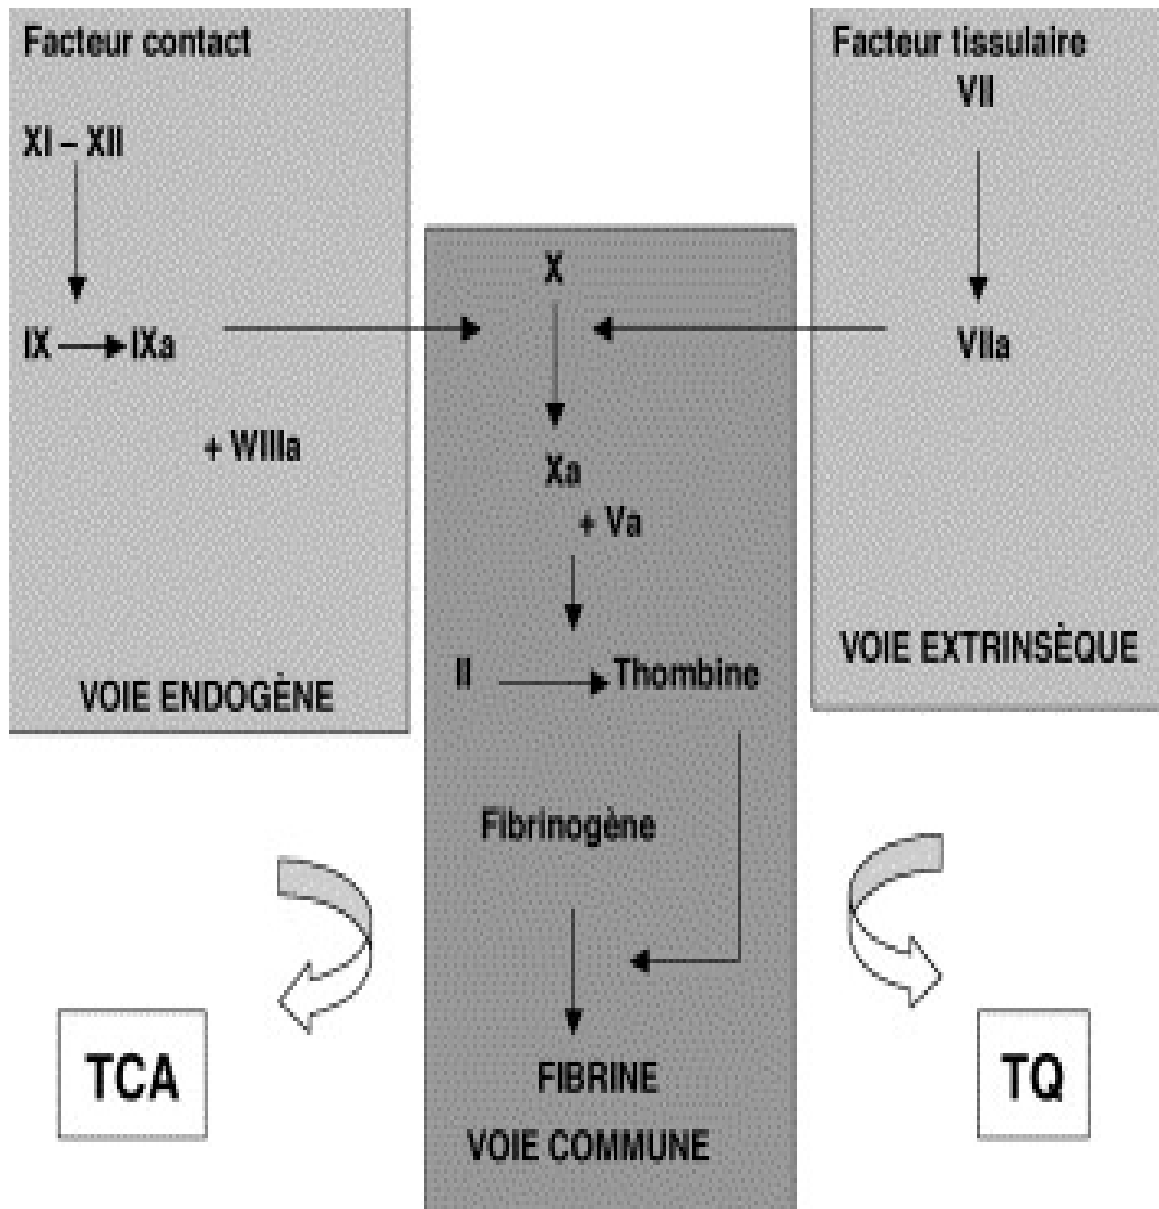 Facteur contact
XI – XII
IX
IXa
+ WIIIa
VOIE ENDOGÈNE
X
Xa
+ Va
II
Thombine
Fibrinogène
FIBRINE
VOIE COMMUNE
Facteur tissulaire
VII
VIIa
VOIE EXTRINSÈQUE
TCA
TQ